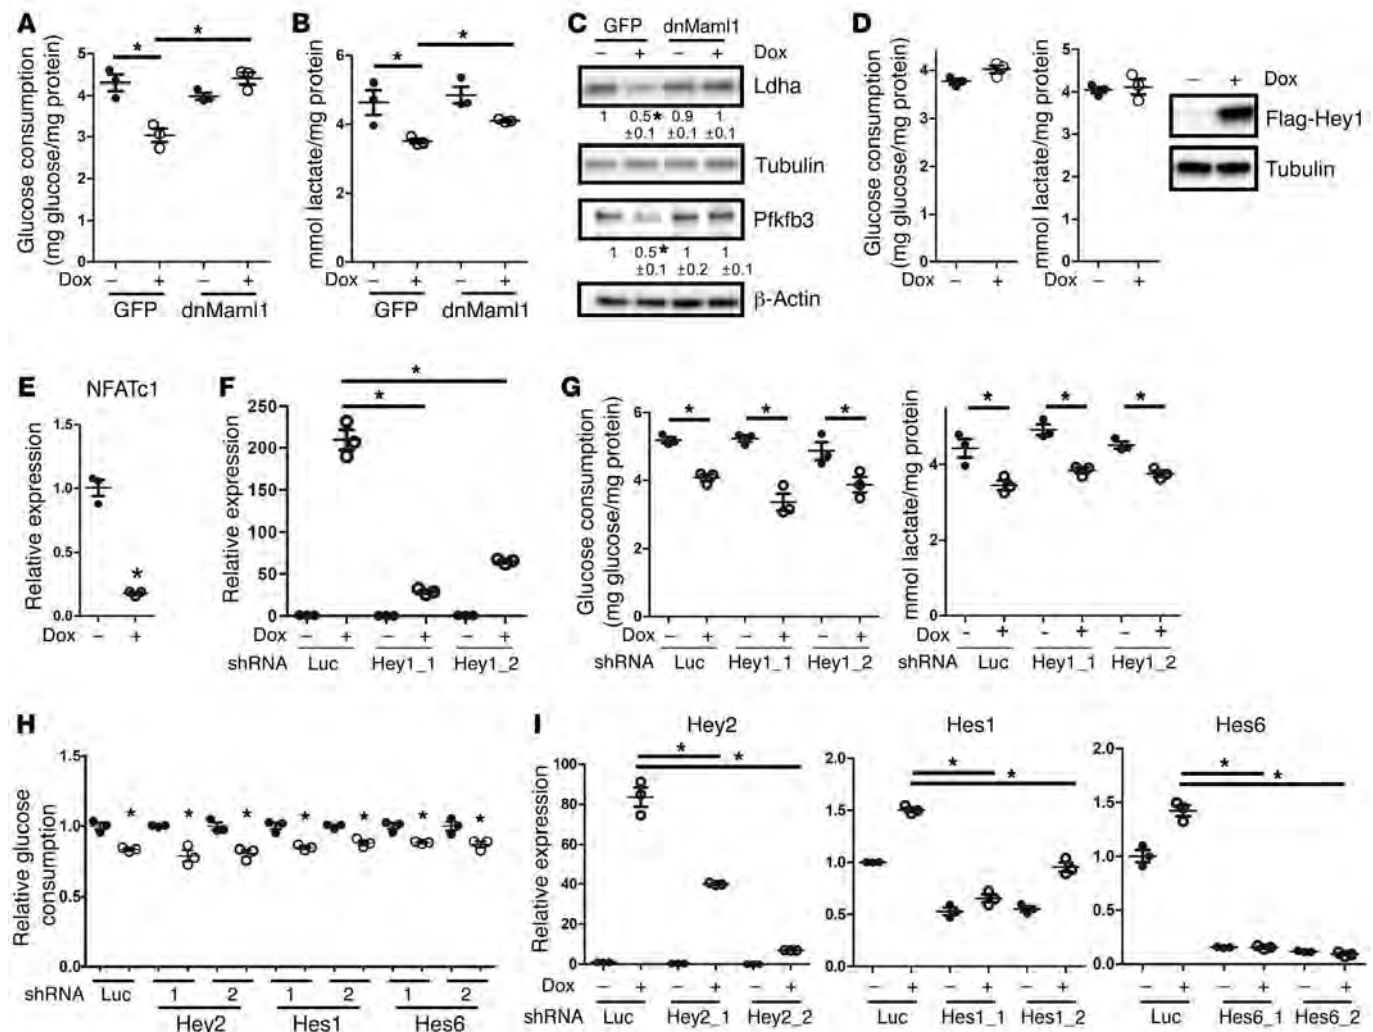 A
Glucose consumption
(mg glucose/mg protein)
5
4
3
2
1
0
*
*
Dox
– + – +
GFP dnMaml1
B
mmol lactate/mg protein
6
4
2
0
*
*
Dox
– + – +
GFP dnMaml1
C
GFP dnMaml1
– + – + Dox
Ldha
1 0.5* 0.9 1
±0.1 ±0.1 ±0.1
Tubulin
Pfkfb3
1 0.5* 1 1
±0.1 ±0.2 ±0.1
β-Actin
D
Glucose consumption
(mg glucose/mg protein)
4
3
2
1
0
Dox – +
mmol lactate/mg protein
5
4
3
2
1
0
– +
– + Dox
Flag-Hey1
Tubulin
E
NFATc1
Relative expression
1.5
1.0
0.5
0.0
*
Dox – +
F
Relative expression
250
200
150
100
50
0
*
*
Dox – + – + – +
shRNA Luc Hey1_1 Hey1_2
G
Glucose consumption
(mg glucose/mg protein)
6
4
2
0
* * *
Dox – + – + – +
shRNA Luc Hey1_1 Hey1_2
mmol lactate/mg protein
4
2
0
* * *
Dox – + – + – +
shRNA Luc Hey1_1 Hey1_2
H
Relative glucose
consumption
1.5
1.0
0.5
0.0
* * * * * * *
shRNA Luc 1 2 1 2 1 2
Hey2 Hes1 Hes6
I
Hey2
Relative expression
100
80
60
40
20
0
*
*
Dox – + – + – +
shRNA Luc Hey2_1 Hey2_2
Hes1
2.0
1.5
1.0
0.5
0.0
*
*
– + – + – +
Luc Hes1_1 Hes1_2
Hes6
2.0
1.5
1.0
0.5
0.0
*
*
– + – + – +
Luc Hes6_1 Hes6_2